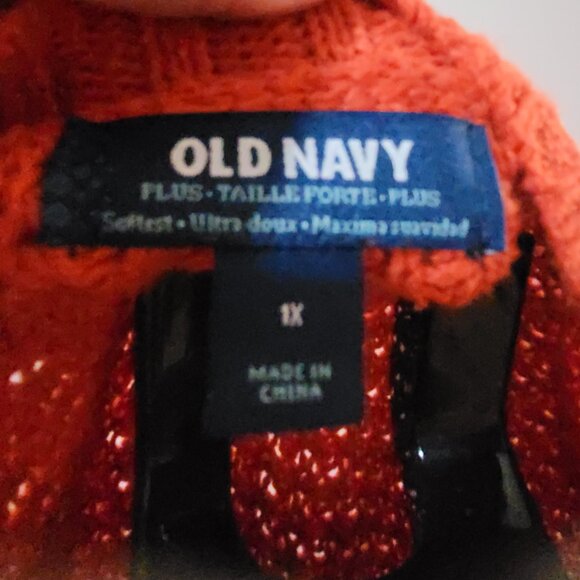 OLD NAVY
PLUS • TAILLE FORTE • PLUS
Softest • Ultra-doux • Maxima suavidad
1X
MADE IN
CHINA